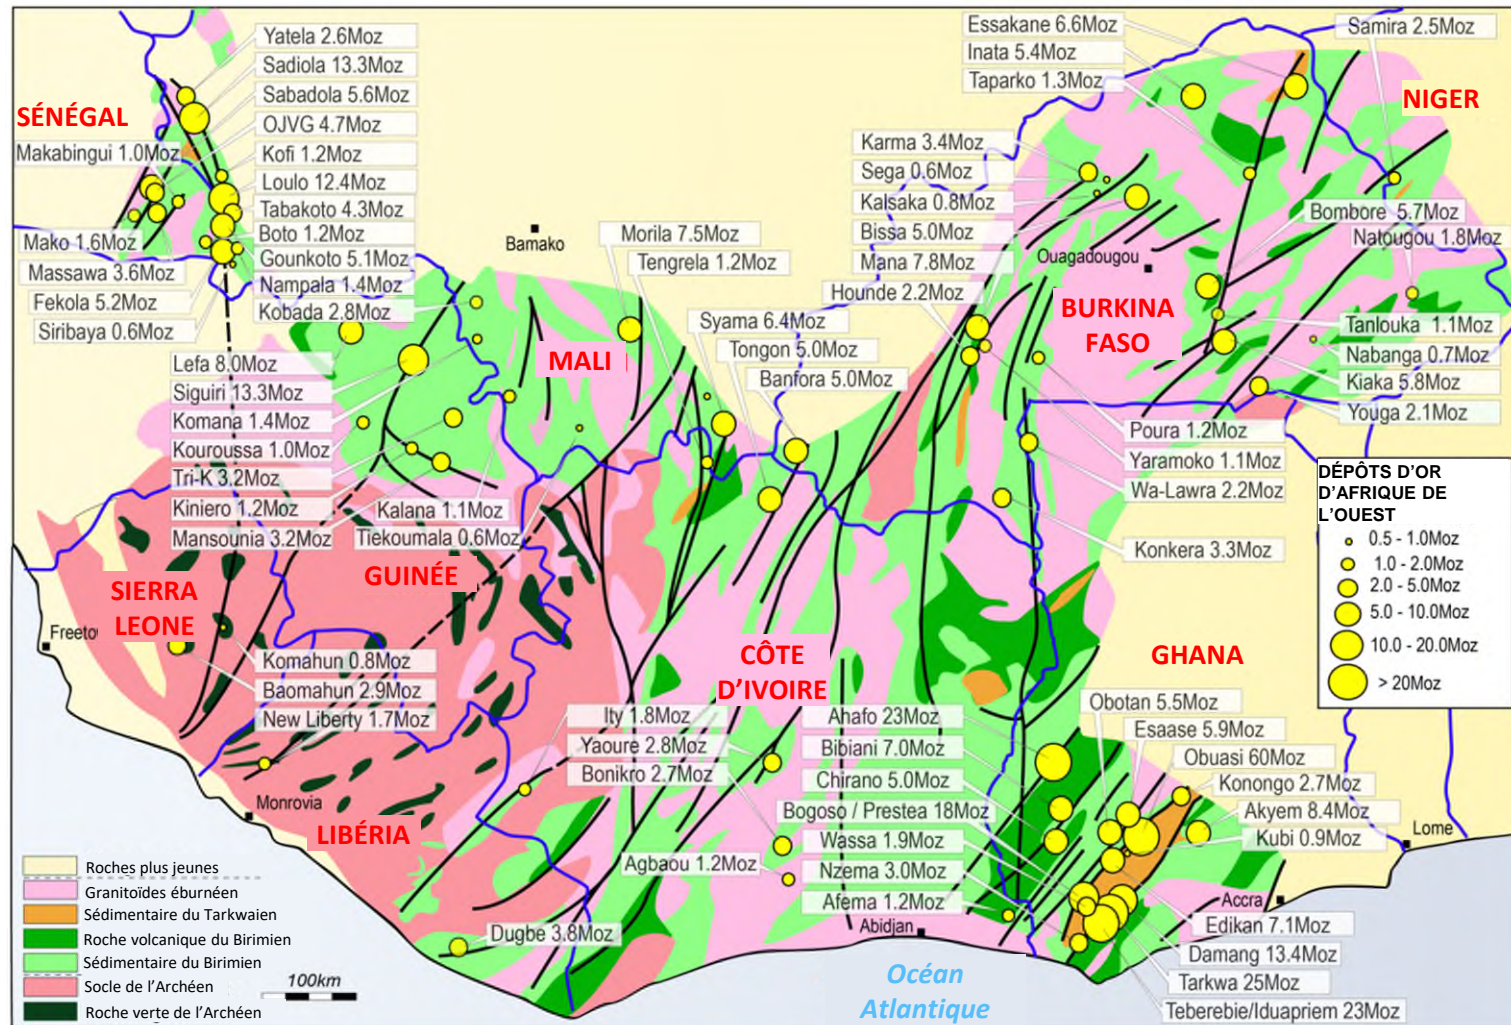 Yatela 2.6Moz
Sadiola 13.3Moz
Sabadola 5.6Moz
OJVG 4.7Moz
Kofi 1.2Moz
Loulo 12.4Moz
Tabakoto 4.3Moz
Boto 1.2Moz
Gounkoto 5.1Moz
Nampala 1.4Moz
Kobada 2.8Moz
SÉNÉGAL
Makabingui 1.0Moz
Mako 1.6Moz
Massawa 3.6Moz
Fekola 5.2Moz
Siribaya 0.6Moz
Bamako
Morila 7.5Moz
Tengrela 1.2Moz
Syama 6.4Moz
Tongon 5.0Moz
Banfora 5.0Moz
MALI
Essakane 6.6Moz
Inata 5.4Moz
Taparko 1.3Moz
Samira 2.5Moz
NIGER
Karma 3.4Moz
Sega 0.6Moz
Kalsaka 0.8Moz
Bissa 5.0Moz
Mana 7.8Moz
Hounde 2.2Moz
Bombore 5.7Moz
Natougou 1.8Moz
Ouagadougou
BURKINA
FASO
Tanlouka 1.1Moz
Nabanga 0.7Moz
Kiaka 5.8Moz
Youga 2.1Moz
Poura 1.2Moz
Yaramoko 1.1Moz
Wa-Lawra 2.2Moz
Konkera 3.3Moz
Lefa 8.0Moz
Siguiri 13.3Moz
Komana 1.4Moz
Kouroussa 1.0Moz
Tri-K 3.2Moz
Kiniero 1.2Moz
Mansounia 3.2Moz
Kalana 1.1Moz
Tiekoumala 0.6Moz
GUINÉE
SIERRA
LEONE
Komahun 0.8Moz
Baomahun 2.9Moz
New Liberty 1.7Moz
Monrovia
LIBÉRIA
DÉPÔTS D'OR
D'AFRIQUE DE
L'OUEST
0.5 - 1.0Moz
1.0 - 2.0Moz
2.0 - 5.0Moz
5.0 - 10.0Moz
10.0 - 20.0Moz
> 20Moz
CÔTE
D'IVOIRE
GHANA
Ity 1.8Moz
Yaoure 2.8Moz
Bonikro 2.7Moz
Agbaou 1.2Moz
Dugbe 3.8Moz
Ahafo 23Moz
Bibiani 7.0Moz
Chirano 5.0Moz
Bogoso / Prestea 18Moz
Wassa 1.9Moz
Nzema 3.0Moz
Afema 1.2Moz
Abidjan
Obotan 5.5Moz
Esaase 5.9Moz
Obuasi 60Moz
Konongo 2.7Moz
Akyem 8.4Moz
Kubi 0.9Moz
Lome
Accra
Edikan 7.1Moz
Damang 13.4Moz
Tarkwa 25Moz
Teberebie/Iduapriem 23Moz
Océan
Atlantique
Roches plus jeunes
Granitoïdes éburnéen
Sédimentaire du Tarkwaien
Roche volcanique du Birimien
Sédimentaire du Birimien
Socle de l'Archéen
Roche verte de l'Archéen
100km